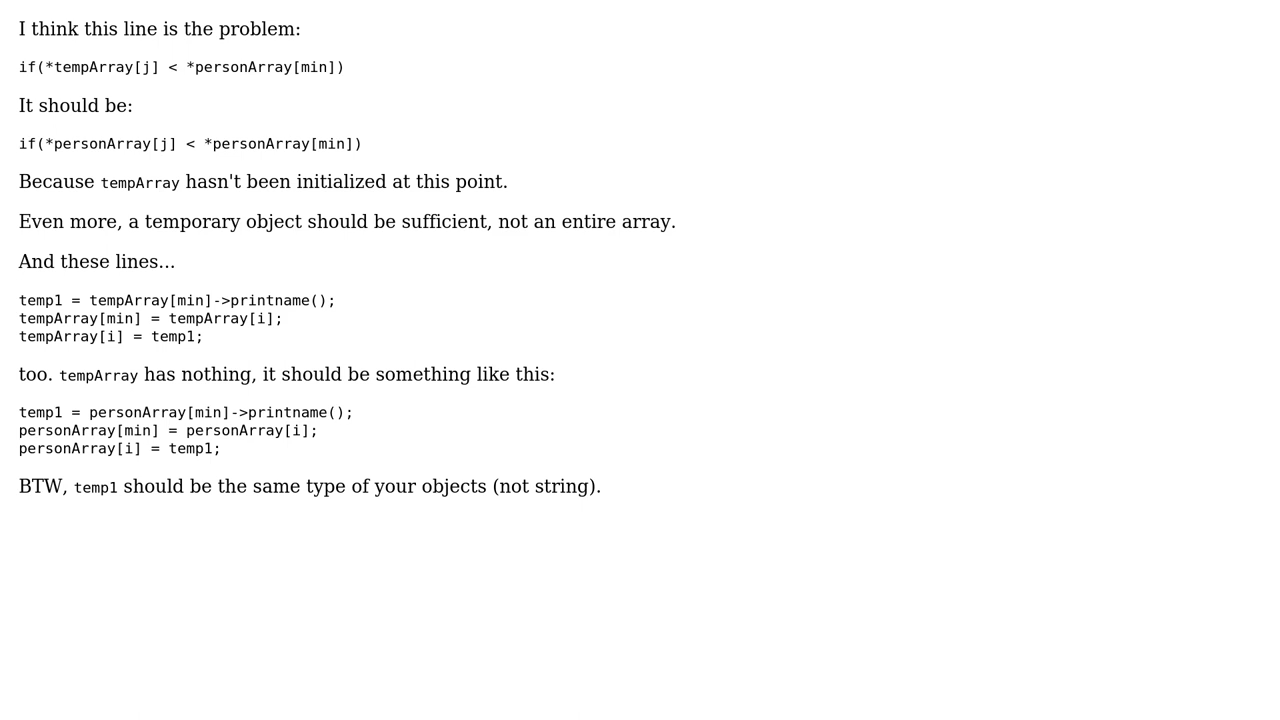 I think this line is the problem:
if(*tempArray[j] < *personArray[min])
It should be:
if(*personArray[j] < *personArray[min])
Because tempArray hasn't been initialized at this point.
Even more, a temporary object should be sufficient, not an entire array.
And these lines...
temp1 = tempArray[min]->printname();
tempArray[min] = tempArray[i];
tempArray[i] = temp1;
too. tempArray has nothing, it should be something like this:
temp1 = personArray[min]->printname();
personArray[min] = personArray[i];
personArray[i] = temp1;
BTW, temp1 should be the same type of your objects (not string).